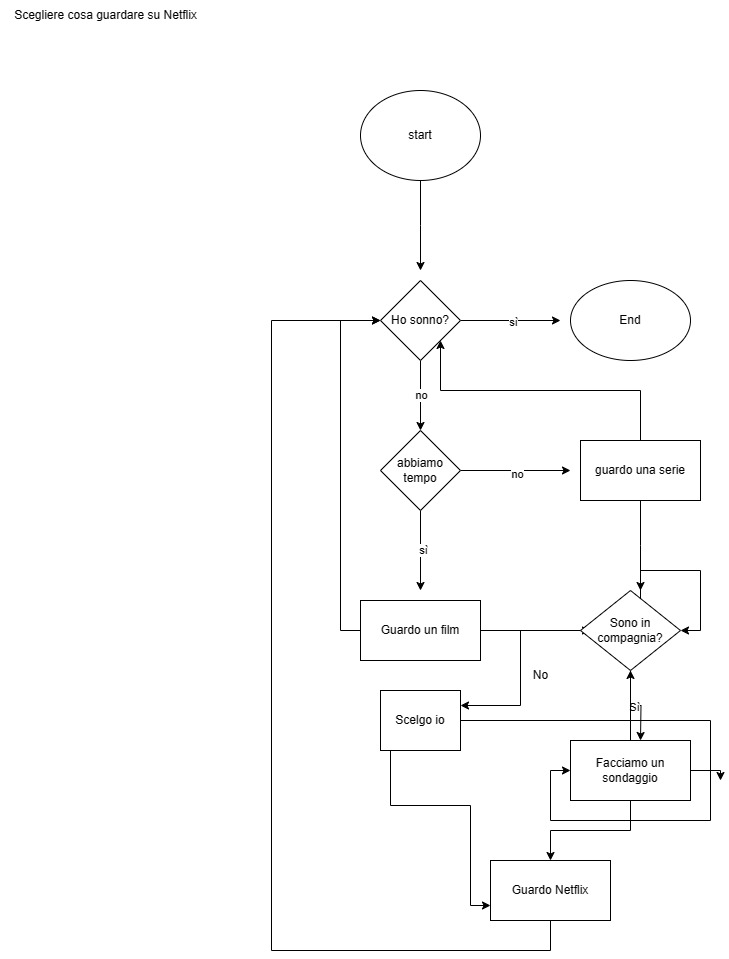 Scegliere cosa guardare su Netflix
start
Ho sonno?
sì
End
no
abbiamo
tempo
no
guardo una serie
sì
Guardo un film
Sono in
compagnia?
No
Sì
Scelgo io
Facciamo un
sondaggio
Guardo Netflix